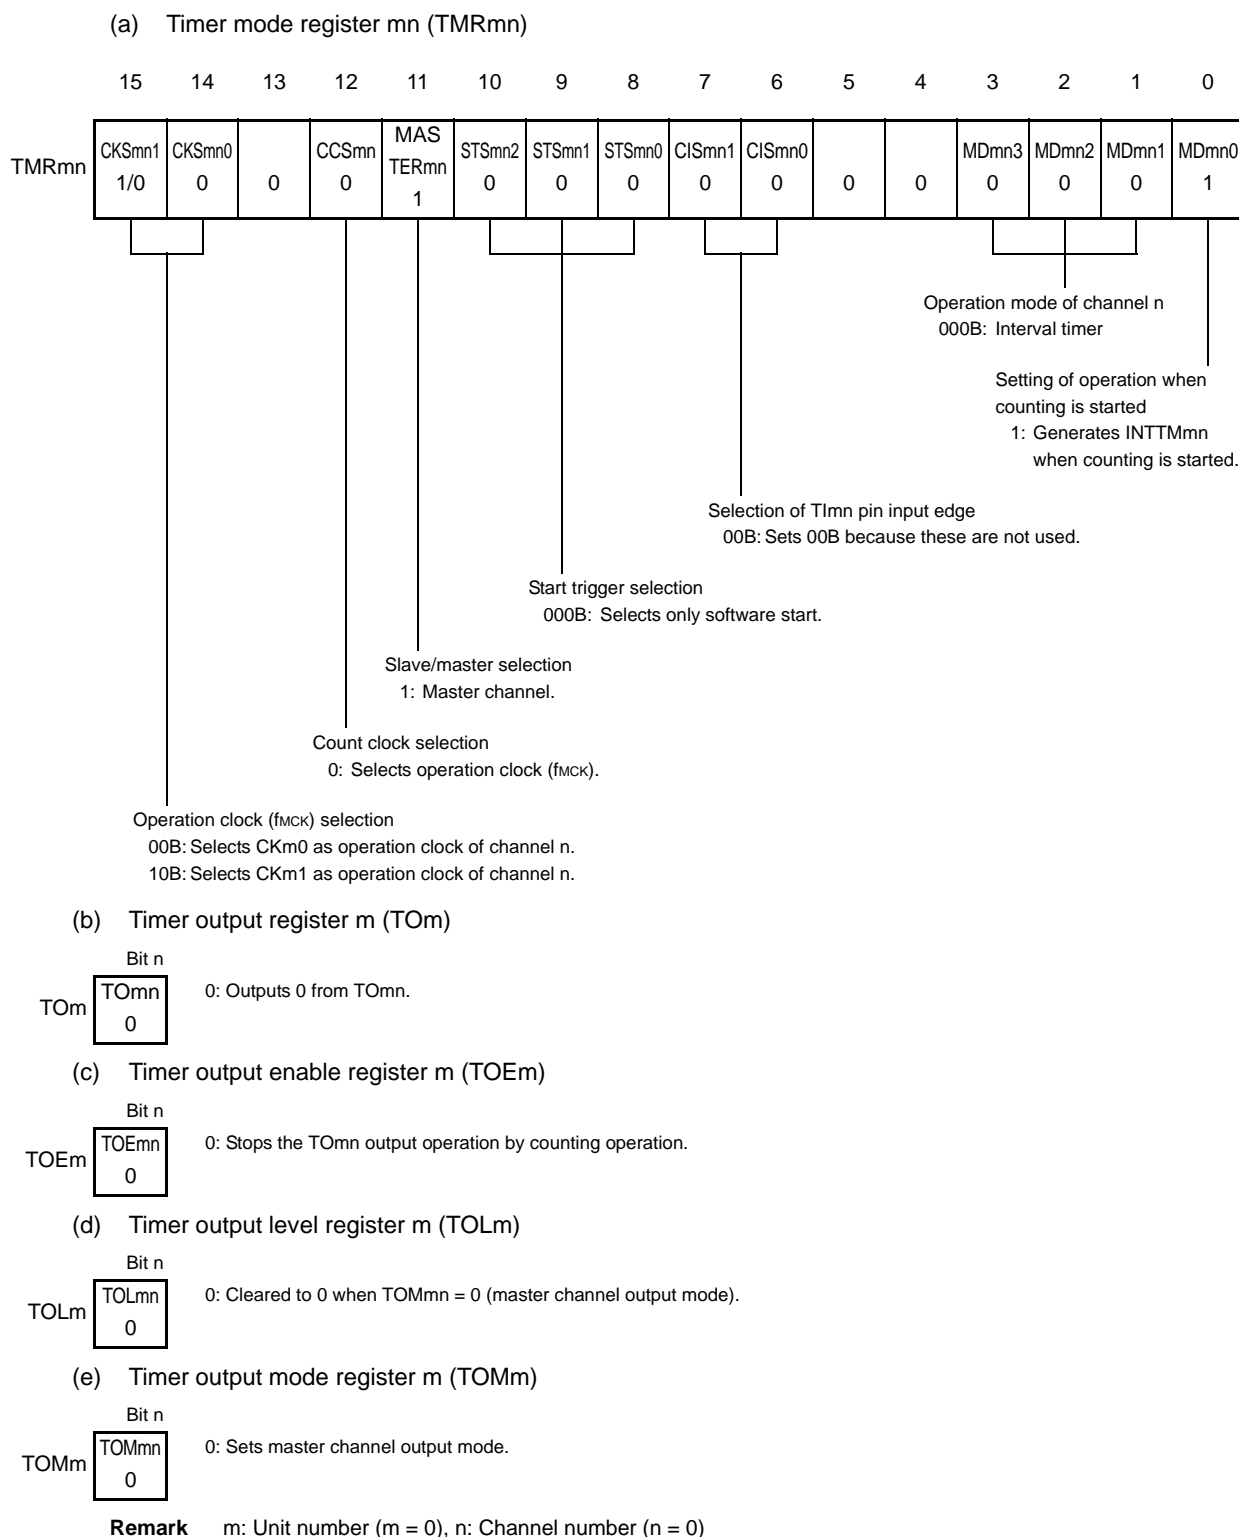 (a) Timer mode register mn (TMRmn)
15 14 13 12 11 10 9 8 7 6 5 4 3 2 1 0
TMRmn CKSmn1 CKSmn0 CCSmn MAS TERmn STSmn2 STSmn1 STSmn0 CISmn1 CISmn0 MDmn3 MDmn2 MDmn1 MDmn0
1/0 0 0 0 1 0 0 0 0 0 0 0 0 0 0 1
Operation mode of channel n
000B: Interval timer
Setting of operation when
counting is started
1: Generates INTTMmn
when counting is started.
Selection of TImn pin input edge
00B: Sets 00B because these are not used.
Start trigger selection
000B: Selects only software start.
Slave/master selection
1: Master channel.
Count clock selection
0: Selects operation clock (fMCK).
Operation clock (fMCK) selection
00B: Selects CKm0 as operation clock of channel n.
10B: Selects CKm1 as operation clock of channel n.
(b) Timer output register m (TOm)
Bit n
TOm TOmn 0: Outputs 0 from TOmn.
0
(c) Timer output enable register m (TOEm)
Bit n
TOEm TOEmn 0: Stops the TOmn output operation by counting operation.
0
(d) Timer output level register m (TOLm)
Bit n
TOLm TOLmn 0: Cleared to 0 when TOMmn = 0 (master channel output mode).
0
(e) Timer output mode register m (TOMm)
Bit n
TOMm TOMmn 0: Sets master channel output mode.
0
Remark m: Unit number (m = 0), n: Channel number (n = 0)